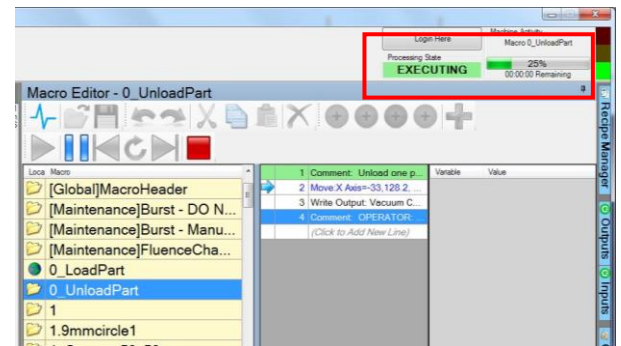 Login Here
Machine Activity
Macro 0_UnloadPart
Processing State
EXECUTING
25%
00:00:00 Remaining
Macro Editor - 0_UnloadPart
Loca Macro
[Global]MacroHeader
[Maintenance]Burst - DO N...
[Maintenance]Burst - Manu...
[Maintenance]FluenceCha...
0_LoadPart
0_UnloadPart
1
1.9mmcircle1
1 Comment: Unload one p...
2 Move:X Axis=-33,128.2, ...
3 Write Output: Vacuum C...
4 Comment: OPERATOR: ...
(Click to Add New Line)
Variable Value
Recipe Manager
Outputs
Inputs